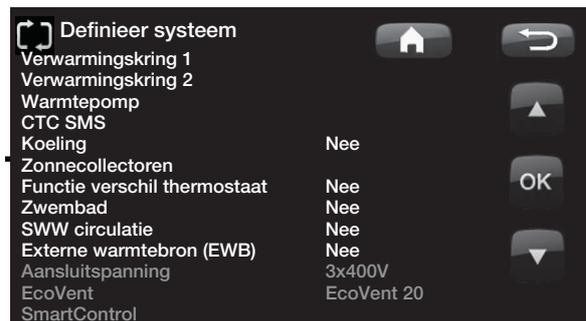 Definieer systeem
Verwarmingskring 1
Verwarmingskring 2
Warmtepomp
CTC SMS
Koeling Nee
Zonnecollectoren
Functie verschil thermostaat Nee
Zwembad Nee
SWW circulatie Nee
Externe warmtebron (EWB) Nee
Aansluitspanning 3x400V
EcoVent EcoVent 20
SmartControl
OK